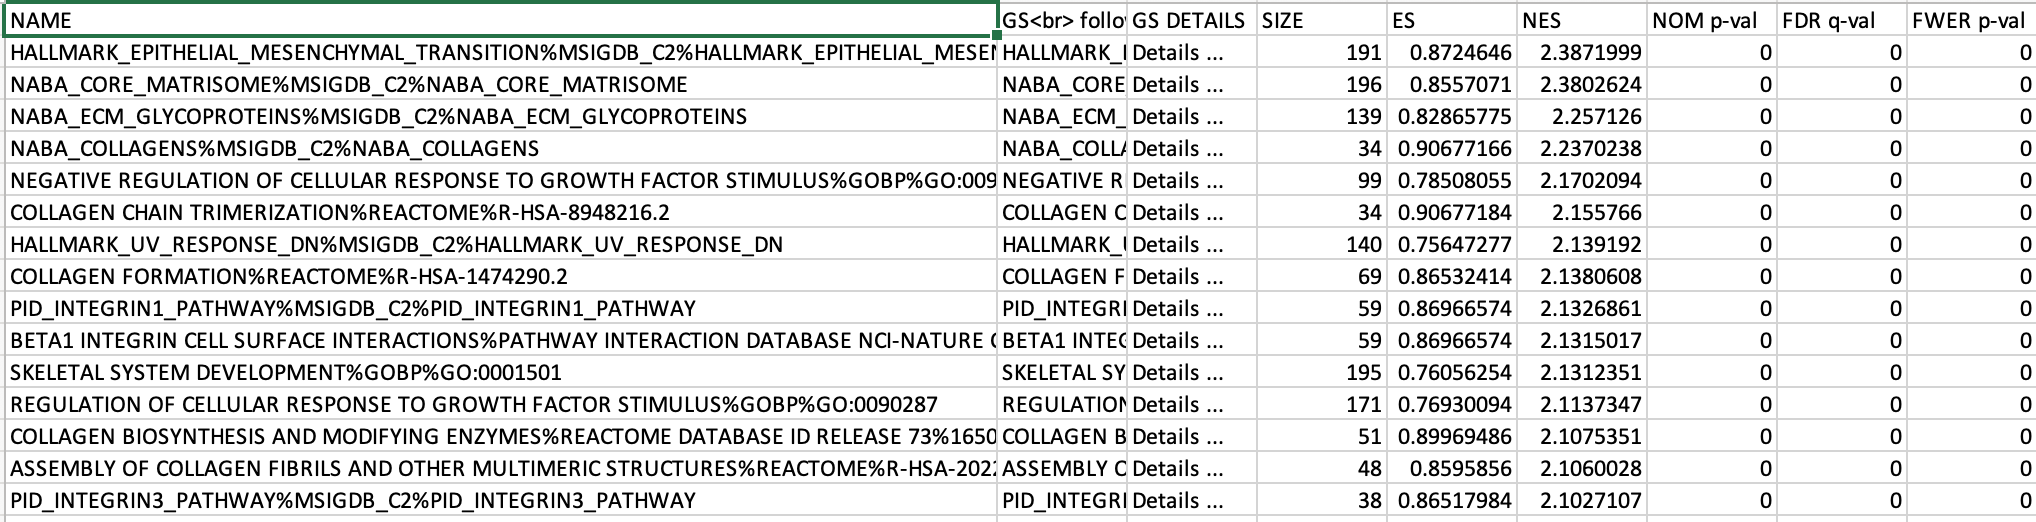 NAME GS<br> follo GS DETAILS SIZE ES NES NOM p-val FDR q-val FWER p-val
HALLMARK_EPITHELIAL_MESENCHYMAL_TRANSITION%MSIGDB_C2%HALLMARK_EPITHELIAL_MESEN HALLMARK_ Details ... 191 0.8724646 2.3871999 0 0 0
NABA_CORE_MATRISOME%MSIGDB_C2%NABA_CORE_MATRISOME NABA_CORE Details ... 196 0.8557071 2.3802624 0 0 0
NABA_ECM_GLYCOPROTEINS%MSIGDB_C2%NABA_ECM_GLYCOPROTEINS NABA_ECM_ Details ... 139 0.82865775 2.257126 0 0 0
NABA_COLLAGENS%MSIGDB_C2%NABA_COLLAGENS NABA_COLLA Details ... 34 0.90677166 2.2370238 0 0 0
NEGATIVE REGULATION OF CELLULAR RESPONSE TO GROWTH FACTOR STIMULUS%GOBP%GO:009 NEGATIVE R Details ... 99 0.78508055 2.1702094 0 0 0
COLLAGEN CHAIN TRIMERIZATION%REACTOME%R-HSA-8948216.2 COLLAGEN C Details ... 34 0.90677184 2.155766 0 0 0
HALLMARK_UV_RESPONSE_DN%MSIGDB_C2%HALLMARK_UV_RESPONSE_DN HALLMARK_U Details ... 140 0.75647277 2.139192 0 0 0
COLLAGEN FORMATION%REACTOME%R-HSA-1474290.2 COLLAGEN F Details ... 69 0.86532414 2.1380608 0 0 0
PID_INTEGRIN1_PATHWAY%MSIGDB_C2%PID_INTEGRIN1_PATHWAY PID_INTEGRI Details ... 59 0.86966574 2.1326861 0 0 0
BETA1 INTEGRIN CELL SURFACE INTERACTIONS%PATHWAY INTERACTION DATABASE NCI-NATURE C BETA1 INTEG Details ... 59 0.86966574 2.1315017 0 0 0
SKELETAL SYSTEM DEVELOPMENT%GOBP%GO:0001501 SKELETAL SY Details ... 195 0.76056254 2.1312351 0 0 0
REGULATION OF CELLULAR RESPONSE TO GROWTH FACTOR STIMULUS%GOBP%GO:0090287 REGULATION Details ... 171 0.76930094 2.1137347 0 0 0
COLLAGEN BIOSYNTHESIS AND MODIFYING ENZYMES%REACTOME DATABASE ID RELEASE 73%1650 COLLAGEN B Details ... 51 0.89969486 2.1075351 0 0 0
ASSEMBLY OF COLLAGEN FIBRILS AND OTHER MULTIMERIC STRUCTURES%REACTOME%R-HSA-2022 ASSEMBLY O Details ... 48 0.8595856 2.1060028 0 0 0
PID_INTEGRIN3_PATHWAY%MSIGDB_C2%PID_INTEGRIN3_PATHWAY PID_INTEGRI Details ... 38 0.86517984 2.1027107 0 0 0